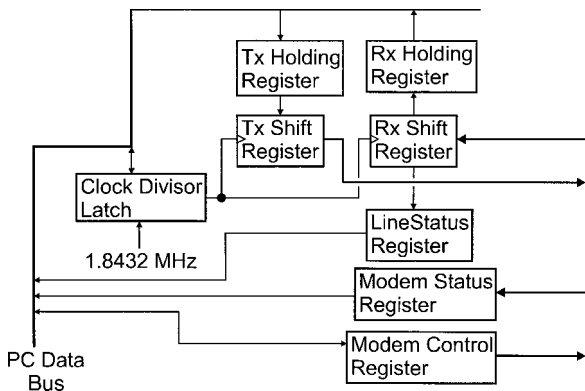 Tx Holding
Register
Rx Holding
Register
Tx Shift
Register
Rx Shift
Register
Clock Divisor
Latch
1.8432 MHz
LineStatus
Register
Modem Status
Register
Modem Control
Register
PC Data
Bus